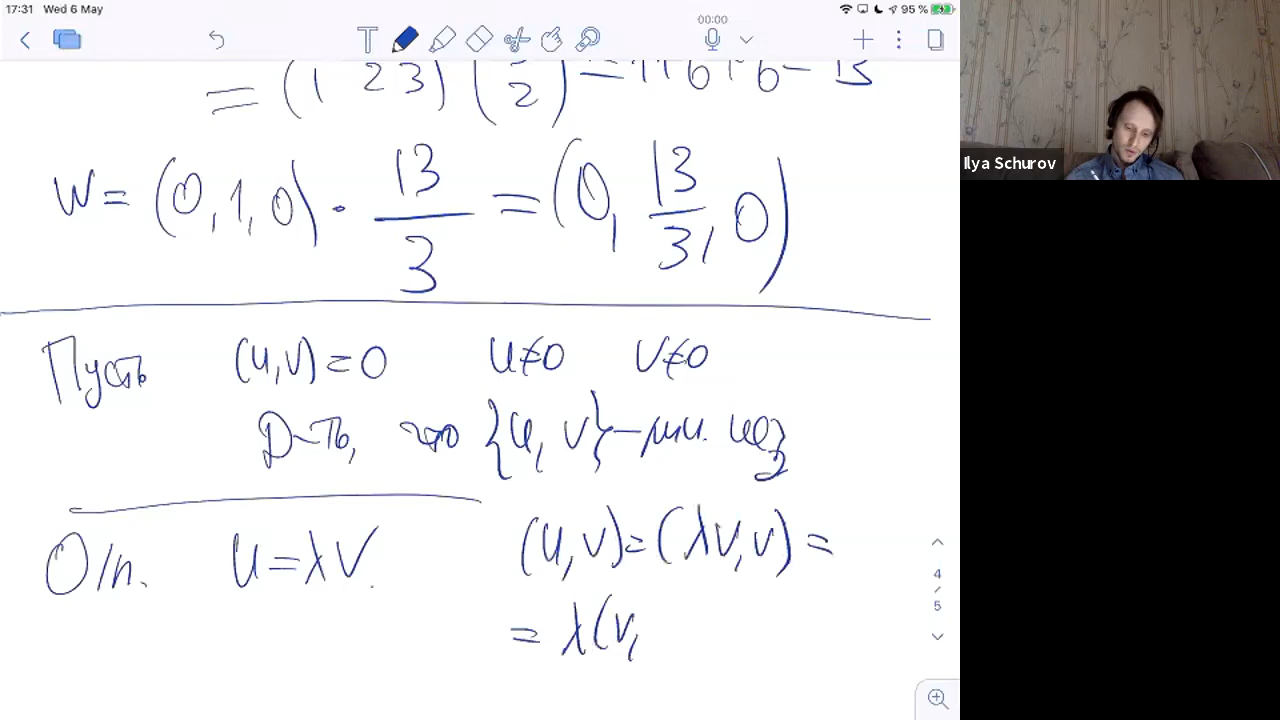 17:31 Wed 6 May
95 %
00:00
T
= (1 2 3) ( 2 ) = 1+6+6 = 13
Ilya Schurov
W = (0, 1, 0) · 13/3 = (0, 13/3, 0)
Пусть (u, v) = 0 u≠0 v≠0
Д-ть, что {u, v} — лин. нез
О/п. u = λv. (u, v) = (λv, v) =
= λ(v,
4
/
5